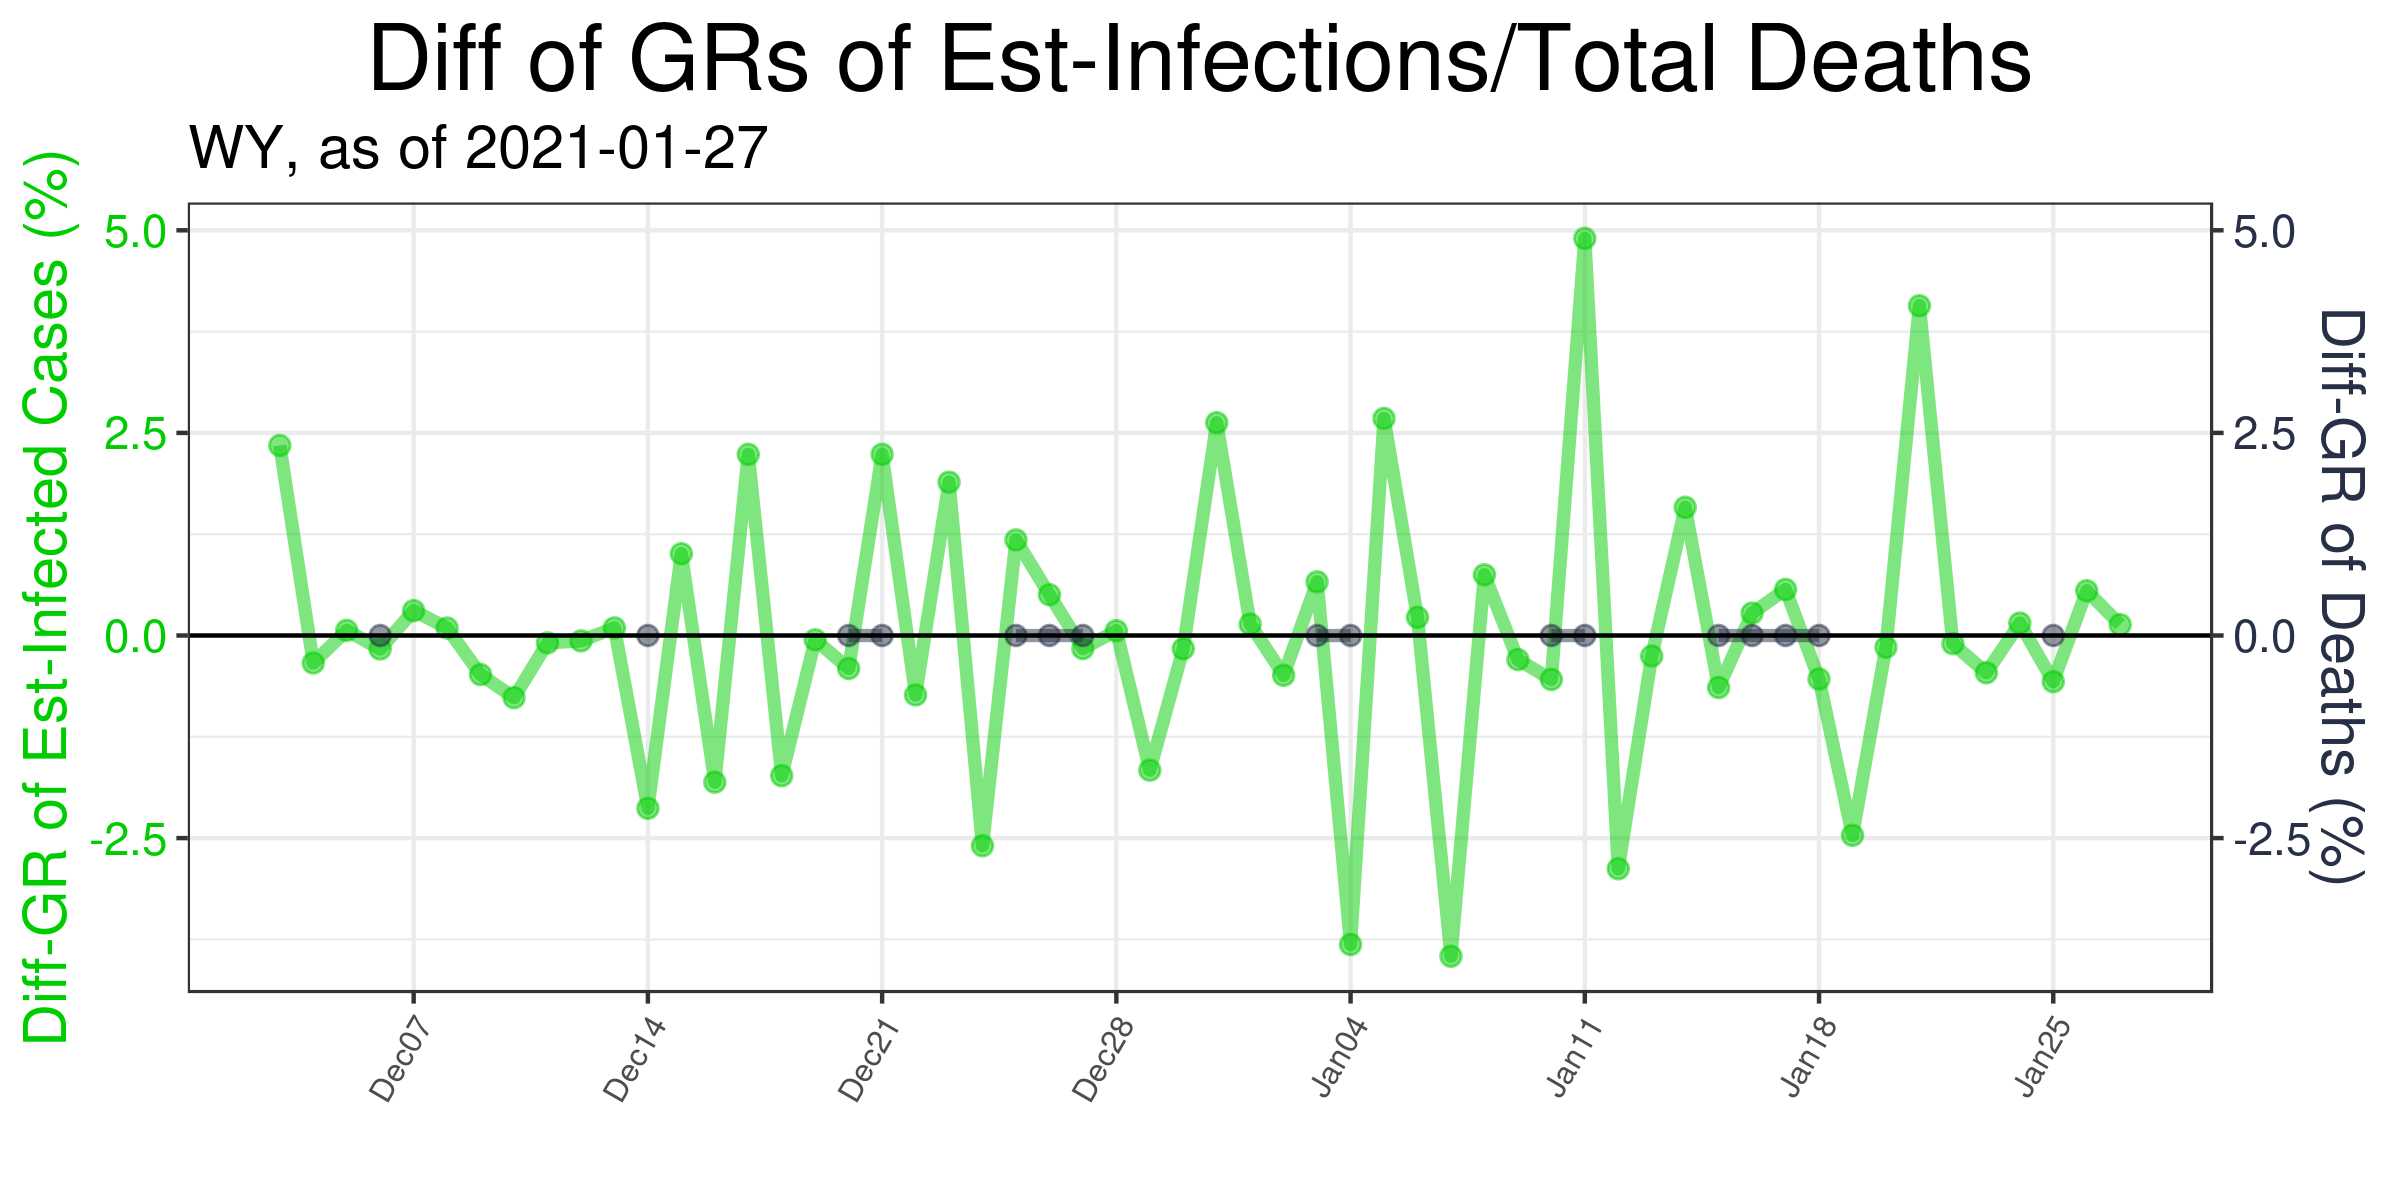 Diff of GRs of Est-Infections/Total Deaths
WY, as of 2021-01-27
Diff-GR of Est-Infected Cases (%)
5.0
2.5
0.0
-2.5
5.0
2.5
0.0
-2.5
Diff-GR of Deaths (%)
Dec07
Dec14
Dec21
Dec28
Jan04
Jan11
Jan18
Jan25